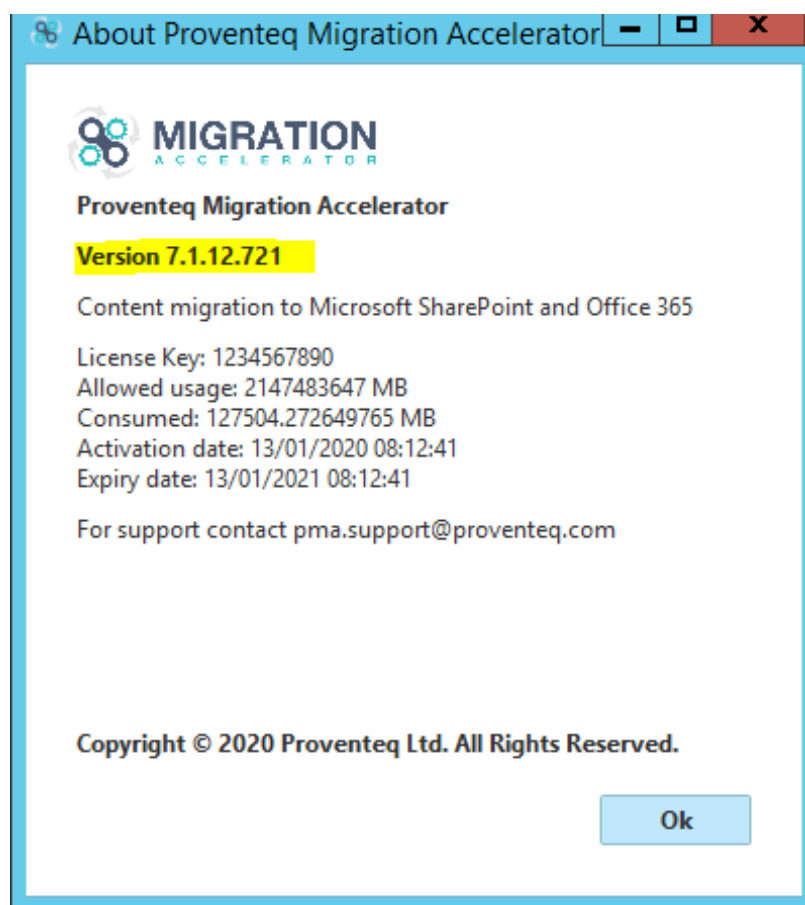 About Proventeq Migration Accelerator
MIGRATION
ACCELERATOR
Proventeq Migration Accelerator
Version 7.1.12.721
Content migration to Microsoft SharePoint and Office 365
License Key: 1234567890
Allowed usage: 2147483647 MB
Consumed: 127504.272649765 MB
Activation date: 13/01/2020 08:12:41
Expiry date: 13/01/2021 08:12:41
For support contact pma.support@proventeq.com
Copyright © 2020 Proventeq Ltd. All Rights Reserved.
Ok